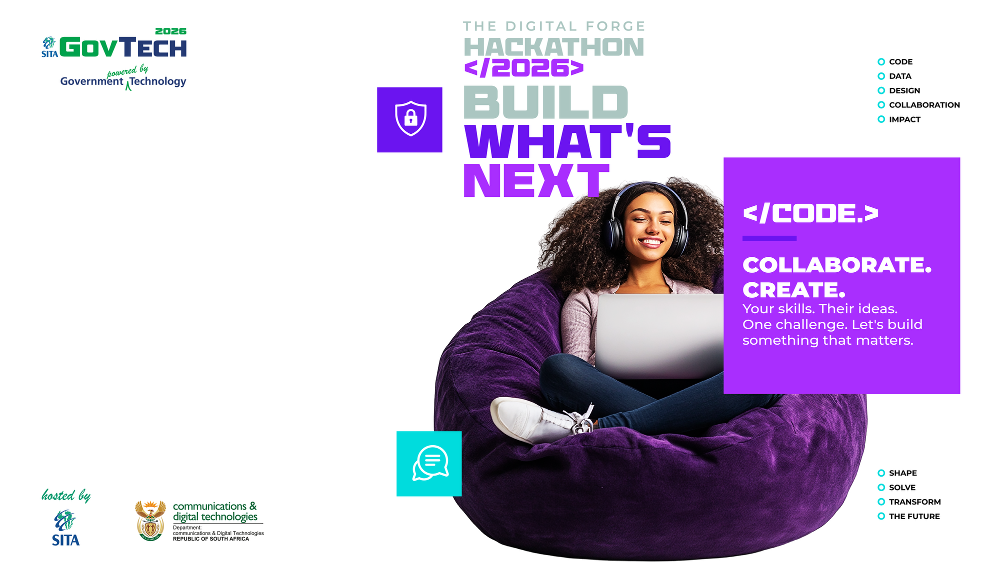 2026
SITA GOVTECH
powered by
Government Technology
THE DIGITAL FORGE
HACKATHON
</2026>
BUILD
WHAT'S
NEXT
CODE
DATA
DESIGN
COLLABORATION
IMPACT
</CODE.>
COLLABORATE.
CREATE.
Your skills. Their ideas.
One challenge. Let's build
something that matters.
SHAPE
SOLVE
TRANSFORM
THE FUTURE
hosted by
SITA
communications &
digital technologies
Department:
communications & Digital Technologies
REPUBLIC OF SOUTH AFRICA